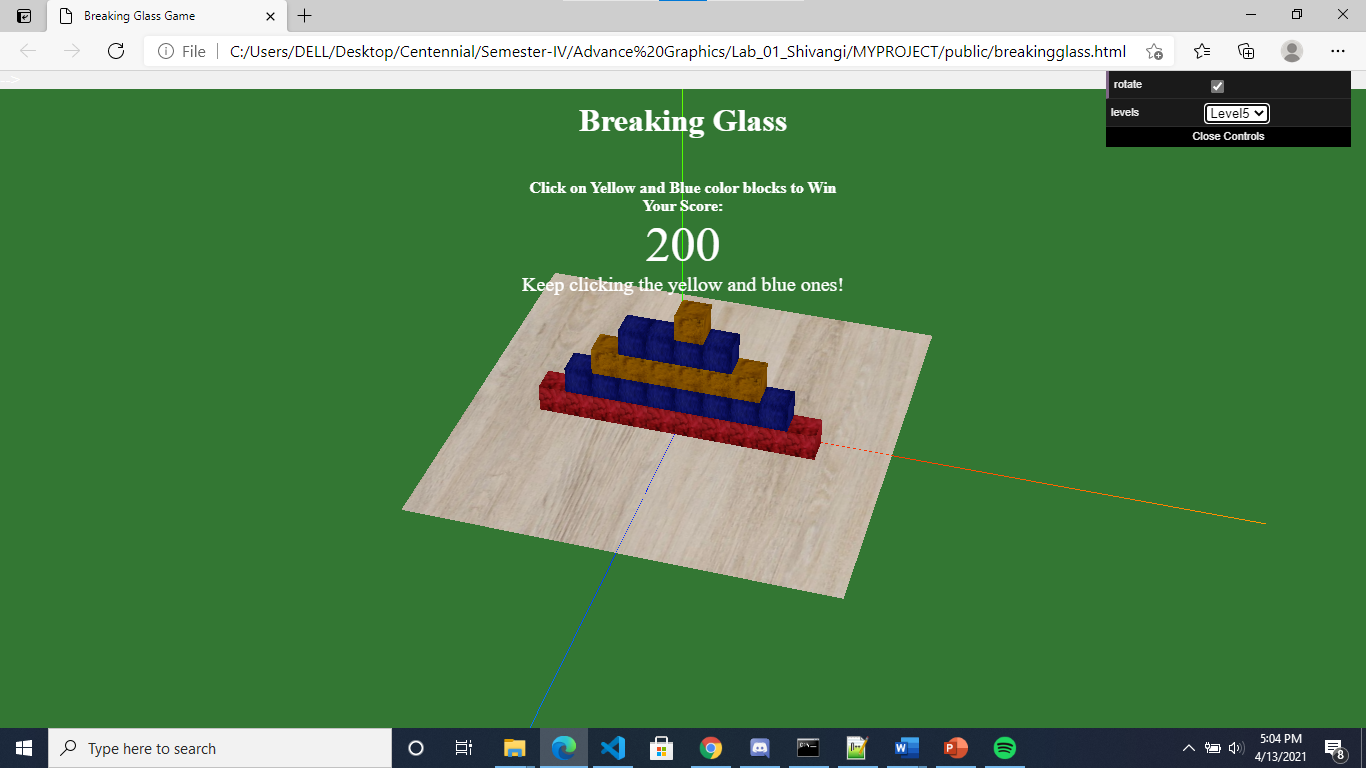 Breaking Glass Game
File
C:/Users/DELL/Desktop/Centennial/Semester-IV/Advance%20Graphics/Lab_01_Shivangi/MYPROJECT/public/breakingglass.html
-->
rotate
levels Level5
Close Controls
Breaking Glass
Click on Yellow and Blue color blocks to Win
Your Score:
200
Keep clicking the yellow and blue ones!
Type here to search
5:04 PM
4/13/2021
8